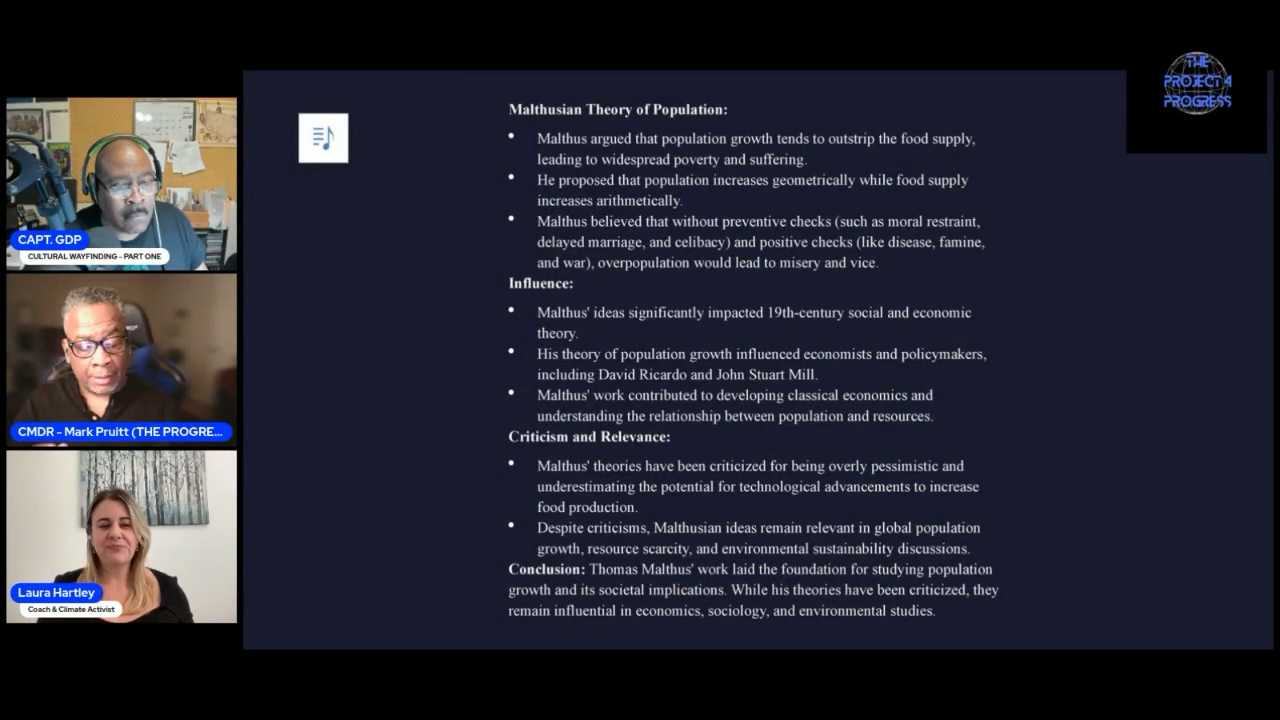 THE
PROJECT 4
PROGRESS
CAPT. GDP
CULTURAL WAYFINDING - PART ONE
CMDR - Mark Pruitt (THE PROGRE...
Laura Hartley
Coach & Climate Activist
Malthusian Theory of Population:
• Malthus argued that population growth tends to outstrip the food supply,
leading to widespread poverty and suffering.
• He proposed that population increases geometrically while food supply
increases arithmetically.
• Malthus believed that without preventive checks (such as moral restraint,
delayed marriage, and celibacy) and positive checks (like disease, famine,
and war), overpopulation would lead to misery and vice.
Influence:
• Malthus' ideas significantly impacted 19th-century social and economic
theory.
• His theory of population growth influenced economists and policymakers,
including David Ricardo and John Stuart Mill.
• Malthus' work contributed to developing classical economics and
understanding the relationship between population and resources.
Criticism and Relevance:
• Malthus' theories have been criticized for being overly pessimistic and
underestimating the potential for technological advancements to increase
food production.
• Despite criticisms, Malthusian ideas remain relevant in global population
growth, resource scarcity, and environmental sustainability discussions.
Conclusion: Thomas Malthus' work laid the foundation for studying population
growth and its societal implications. While his theories have been criticized, they
remain influential in economics, sociology, and environmental studies.